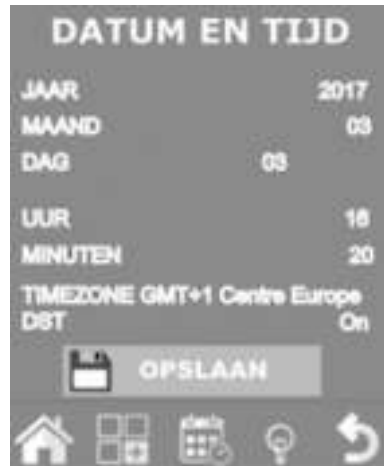 DATUM EN TIJD
JAAR 2017
MAAND 03
DAG 03
UUR 16
MINUTEN 20
TIMEZONE GMT+1 Centre Europe
DST On
OPSLAAN